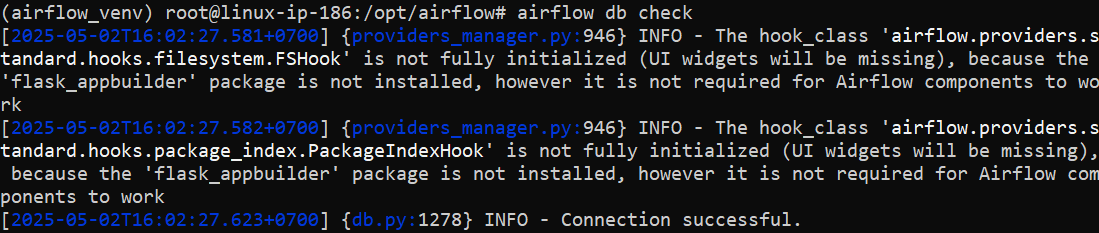 (airflow_venv) root@linux-ip-186:/opt/airflow# airflow db check
[2025-05-02T16:02:27.581+0700] {providers_manager.py:946} INFO - The hook_class 'airflow.providers.s
tandard.hooks.filesystem.FSHook' is not fully initialized (UI widgets will be missing), because the
'flask_appbuilder' package is not installed, however it is not required for Airflow components to wo
rk
[2025-05-02T16:02:27.582+0700] {providers_manager.py:946} INFO - The hook_class 'airflow.providers.s
tandard.hooks.package_index.PackageIndexHook' is not fully initialized (UI widgets will be missing),
 because the 'flask_appbuilder' package is not installed, however it is not required for Airflow com
ponents to work
[2025-05-02T16:02:27.623+0700] {db.py:1278} INFO - Connection successful.